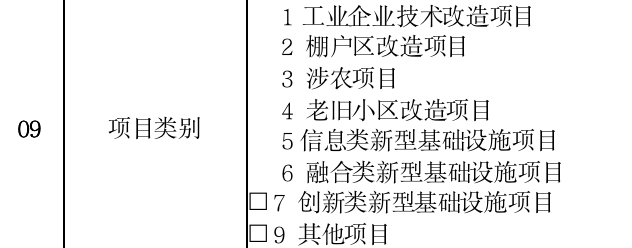 1 工业企业技术改造项目
2 棚户区改造项目
3 涉农项目
4 老旧小区改造项目
09 项目类别
5 信息类新型基础设施项目
6 融合类新型基础设施项目
□7 创新类新型基础设施项目
□9 其他项目